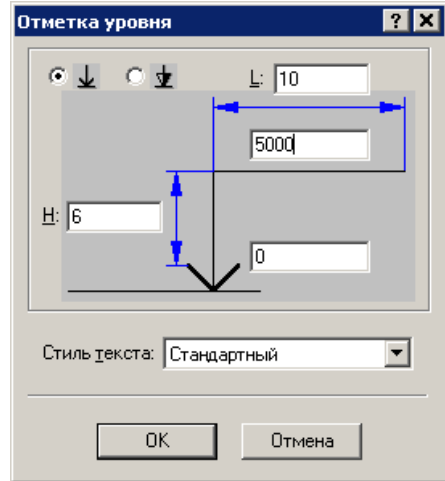 Отметка уровня
L: 10
5000
H: 6
0
Стиль текста: Стандартный
OK
Отмена